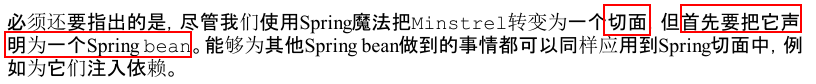 必须还要指出的是，尽管我们使用Spring魔法把Minstrel转变为一个切面，但首先要把它声
明为一个Spring bean。能够为其他Spring bean做到的事情都可以同样应用到Spring切面中，例
如为它们注入依赖。